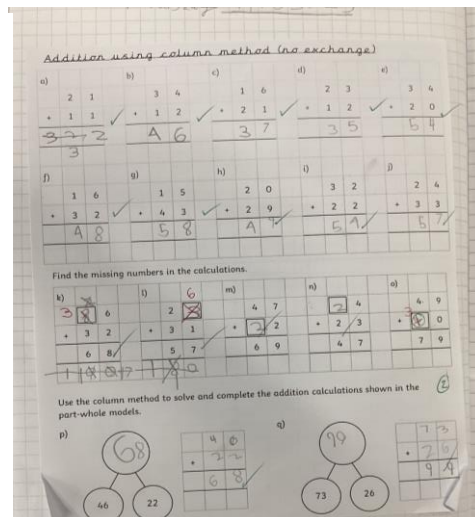 Addition using column method (no exchange)
a) b) c) d) e)
2 1 3 4 1 6 2 3 3 4
+ 1 1 + 1 2 + 2 1 + 1 2 + 2 0
3 2 4 6 3 7 3 5 5 4
3
f) g) h) i) j)
1 6 1 5 2 0 3 2 2 4
+ 3 2 + 4 3 + 2 9 + 2 2 + 3 3
4 8 5 8 4 9 5 4 5 7
Find the missing numbers in the calculations.
6
k) l) m) n) o)
3 6 2 4 7 2 4 4 9
+ 3 2 + 3 1 + 2 2 + 2 3 + 3 0
6 8 5 7 6 9 4 7 7 9
Use the column method to solve and complete the addition calculations shown in the
part-whole models.
2
p) 68 q) 79 7 3
+ 2 2 + 2 6
6 8 9 9
46 22 73 26